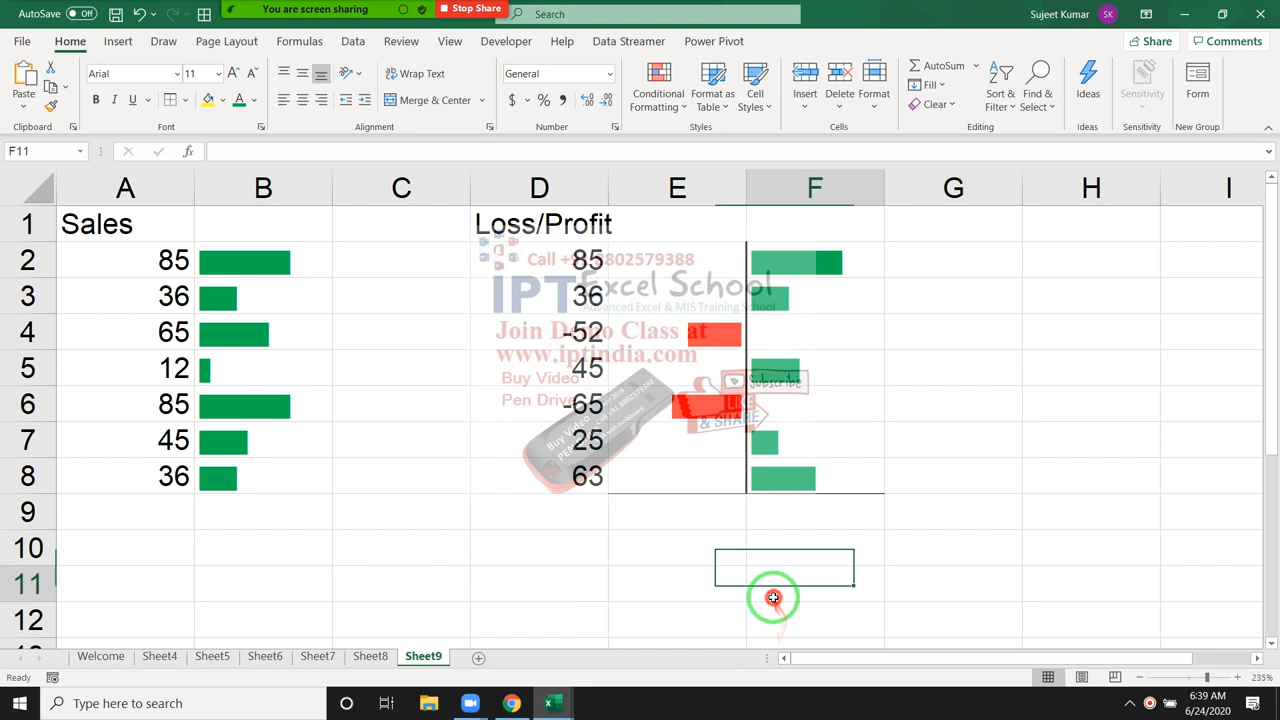 AutoSave Off
You are screen sharing
Stop Share
Search
Sujeet Kumar
SK
File Home Insert Draw Page Layout Formulas Data Review View Developer Help Data Streamer Power Pivot
Share Comments
Paste
Arial 11
B I U
Wrap Text
Merge & Center
General
$ % ,
Conditional Formatting
Format as Table
Cell Styles
Insert
Delete
Format
AutoSum
Fill
Clear
Sort & Filter
Find & Select
Ideas
Sensitivity
Form
Clipboard Font Alignment Number Styles Cells Editing Ideas Sensitivity New Group
F11
fx
A B C D E F G H I
1 Sales Loss/Profit
2 85 85
3 36 36
4 65 -52
5 12 45
6 85 -65
7 45 25
8 36 63
9
10
11
12
Call +91 8802579388
IPT Excel School
Advanced Excel & MIS Training School
Join Demo Class at
www.iptindia.com
Buy Video
Pen Drive
Subscribe
LIKE
& SHARE
Welcome Sheet4 Sheet5 Sheet6 Sheet7 Sheet8 Sheet9
Ready
235%
Type here to search
6:39 AM
6/24/2020